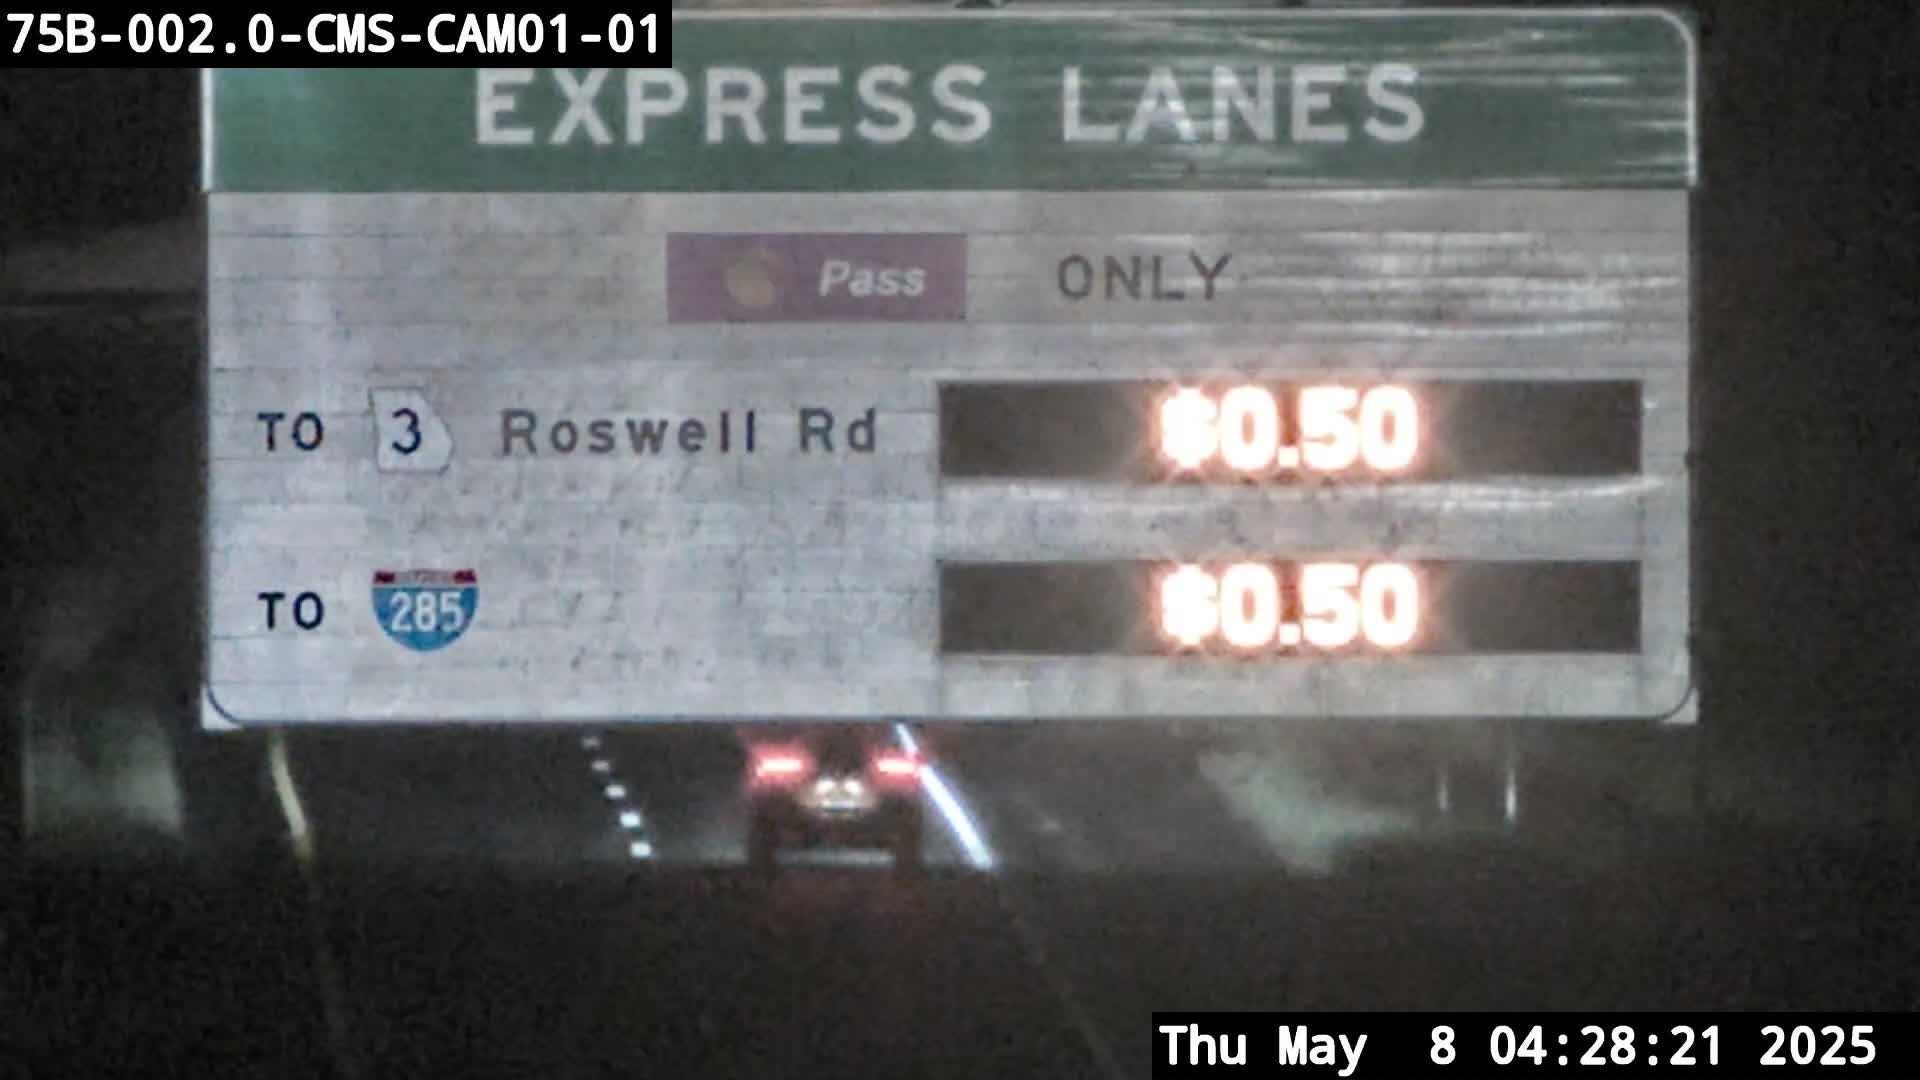 75B-002.0-CMS-CAM01-01
EXPRESS LANES
Pass ONLY
TO 3 Roswell Rd $0.50
TO 285 $0.50
Thu May 8 04:28:21 2025